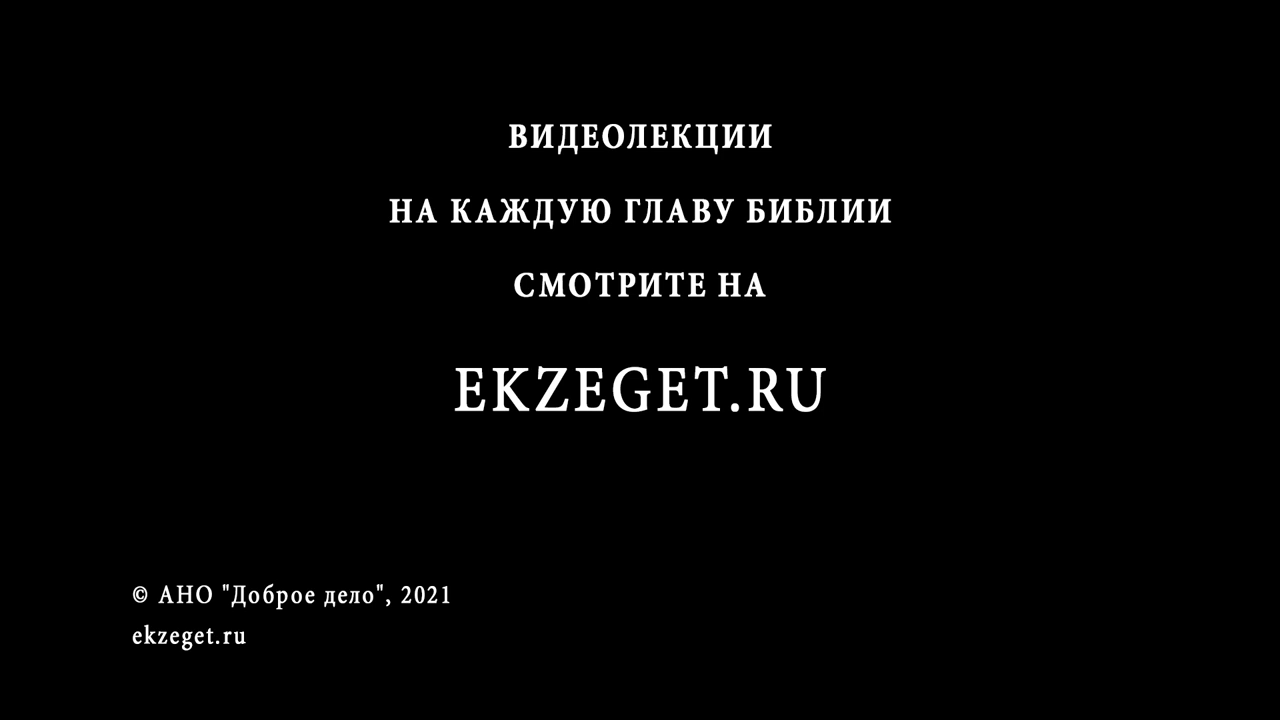 ВИДЕОЛЕКЦИИ
НА КАЖДУЮ ГЛАВУ БИБЛИИ
СМОТРИТЕ НА
EKZEGET.RU
© АНО "Доброе дело", 2021
ekzeget.ru